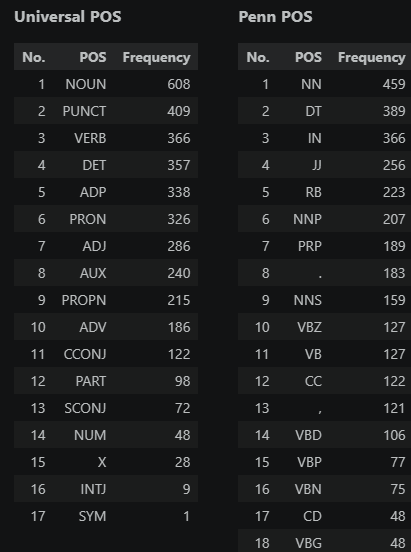 Universal POS Penn POS
No. POS Frequency No. POS Frequency
1 NOUN 608 1 NN 459
2 PUNCT 409 2 DT 389
3 VERB 366 3 IN 366
4 DET 357 4 JJ 256
5 ADP 338 5 RB 223
6 PRON 326 6 NNP 207
7 ADJ 286 7 PRP 189
8 AUX 240 8 . 183
9 PROPN 215 9 NNS 159
10 ADV 186 10 VBZ 127
11 CCONJ 122 11 VB 127
12 PART 98 12 CC 122
13 SCONJ 72 13 , 121
14 NUM 48 14 VBD 106
15 X 28 15 VBP 77
16 INTJ 9 16 VBN 75
17 SYM 1 17 CD 48
18 VBG 48